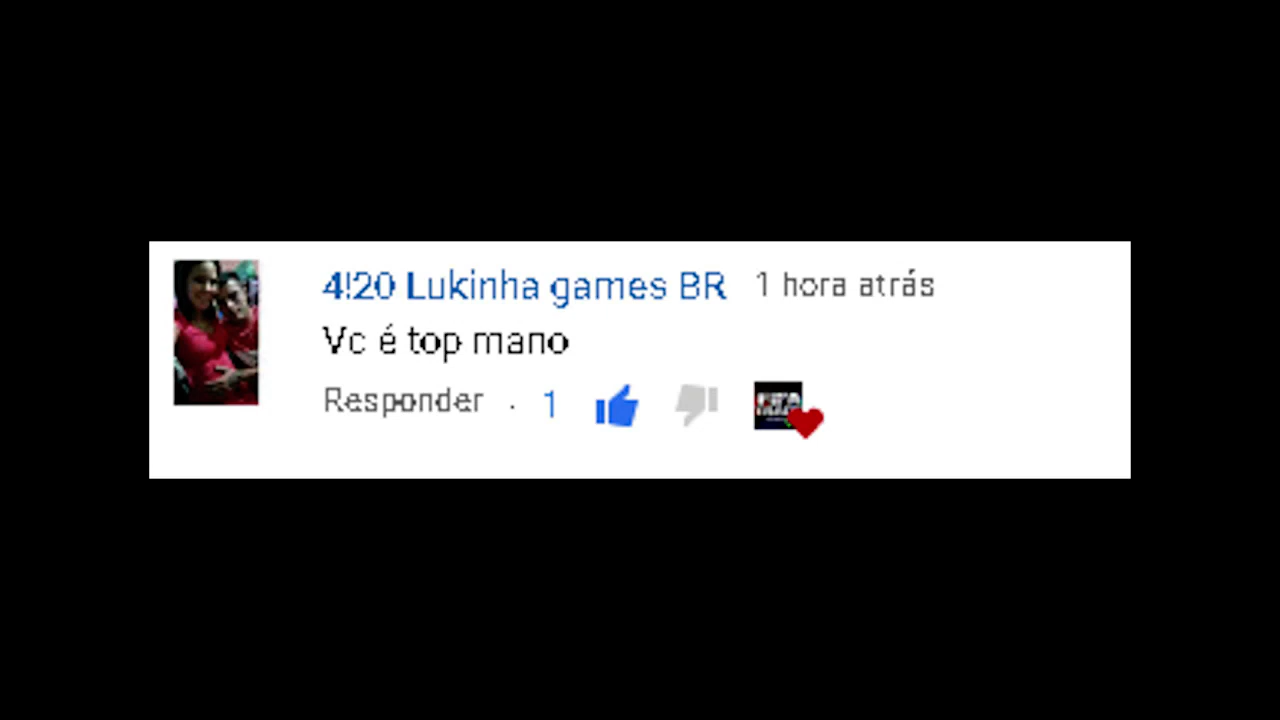 4!20 Lukinha games BR 1 hora atrás
Vc é top mano
Responder . 1